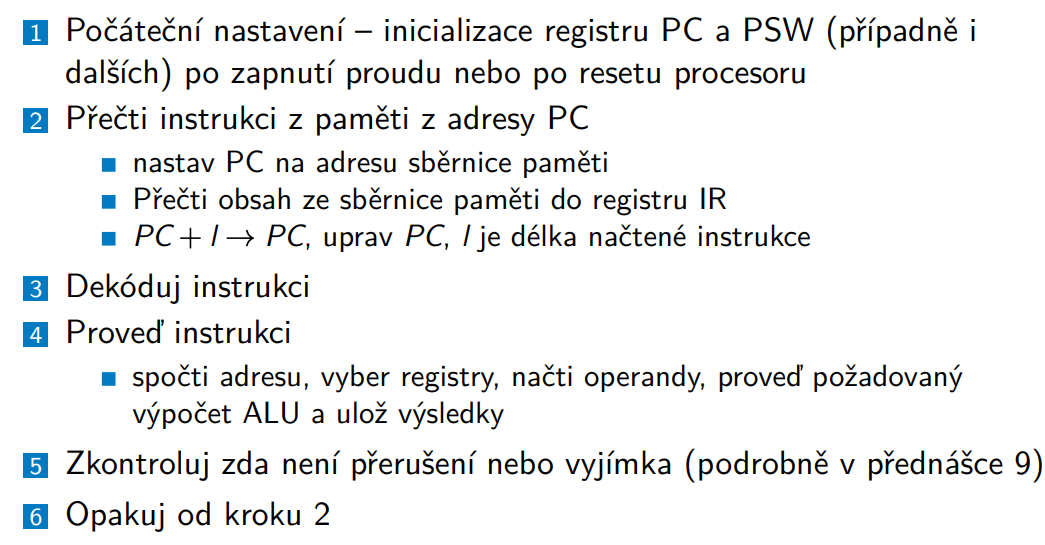 1 Počáteční nastavení – inicializace registru PC a PSW (případně i
dalších) po zapnutí proudu nebo po resetu procesoru
2 Přečti instrukci z paměti z adresy PC
■ nastav PC na adresu sběrnice paměti
■ Přečti obsah ze sběrnice paměti do registru IR
■ PC + l → PC, uprav PC, l je délka načtené instrukce
3 Dekóduj instrukci
4 Proveď instrukci
■ spočti adresu, vyber registry, načti operandy, proveď požadovaný
výpočet ALU a ulož výsledky
5 Zkontroluj zda není přerušení nebo vyjímka (podrobně v přednášce 9)
6 Opakuj od kroku 2